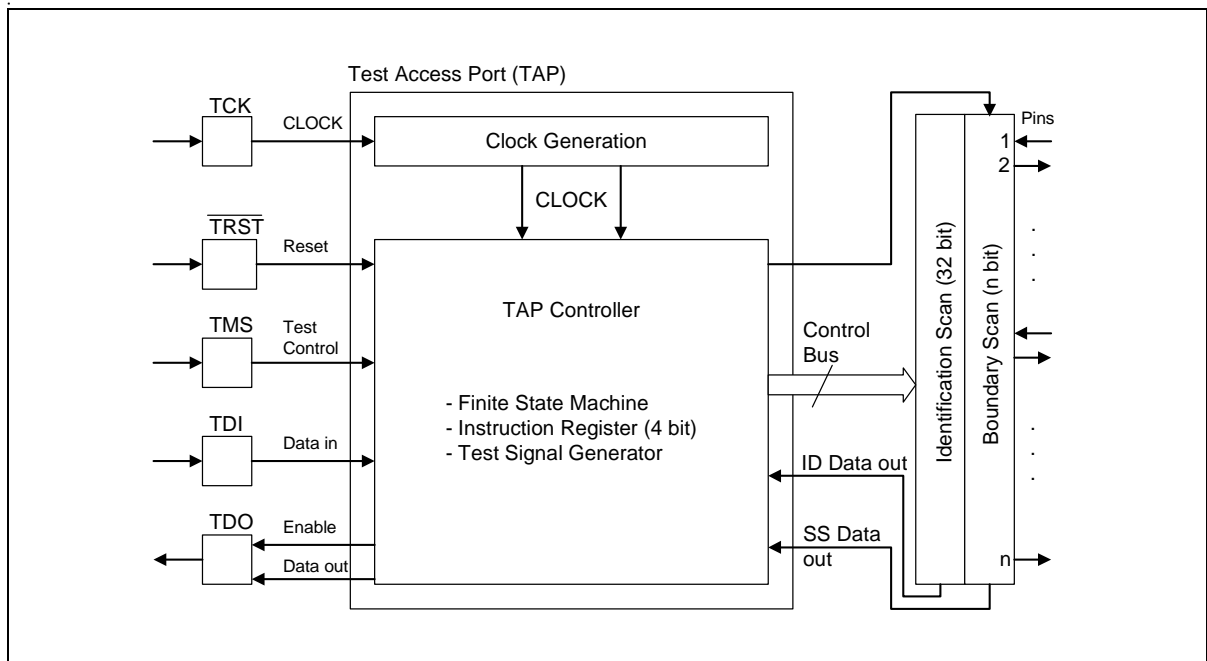 Test Access Port (TAP)
TCK
CLOCK
Clock Generation
CLOCK
TRST
Reset
TAP Controller
TMS
Test
Control
- Finite State Machine
- Instruction Register (4 bit)
- Test Signal Generator
TDI
Data in
TDO
Enable
Data out
Control
Bus
ID Data out
SS Data
out
Identification Scan (32 bit)
Boundary Scan (n bit)
Pins
1
2
.
.
.
.
.
.
n